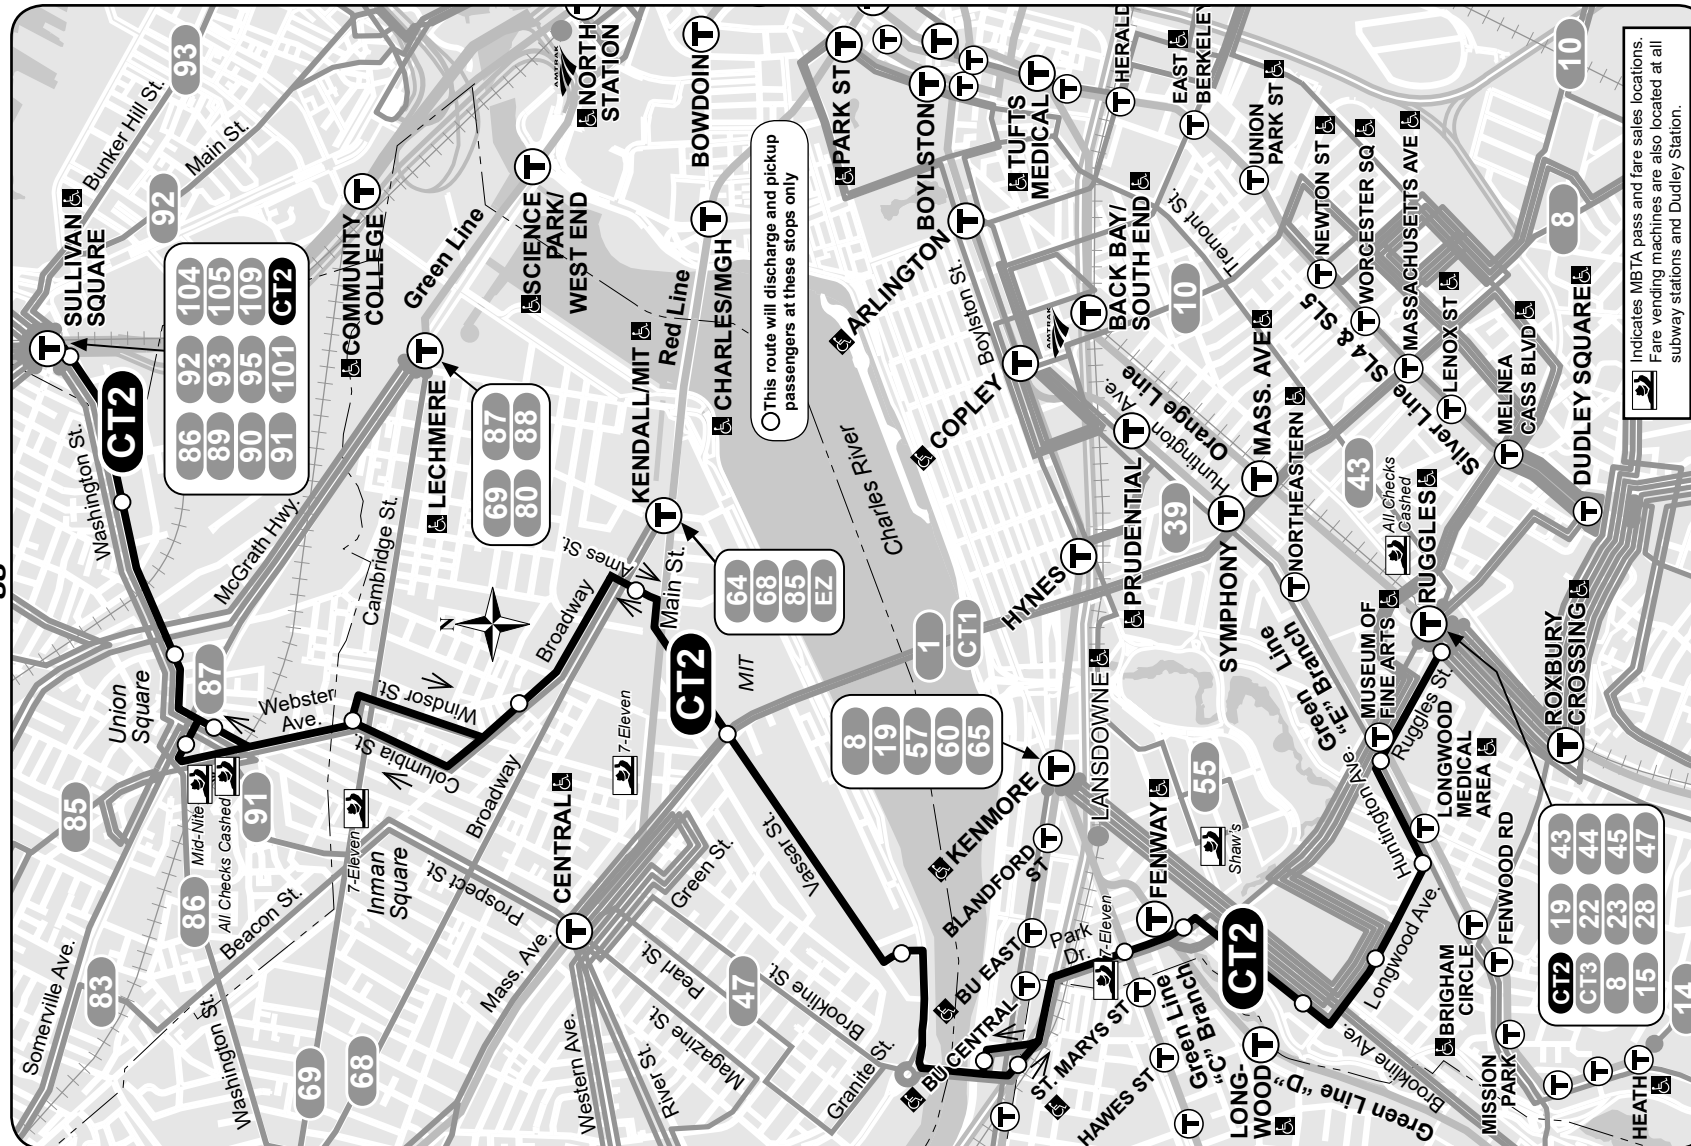 93
Bunker Hill St.
Main St.
92
SULLIVAN
SQUARE
86 92 104
89 93 105
90 95 109
91 101 CT2
CT2
Washington St.
COMMUNITY
COLLEGE
Green Line
AMTRAK
NORTH
STATION
SCIENCE
PARK/
WEST END
BOWDOIN
This route will discharge and pickup
passengers at these stops only
CHARLES/MGH
Red Line
KENDALL/MIT
LECHMERE
69 87
80 88
McGrath Hwy.
Cambridge St.
Ames St.
Main St.
64
68
85
EZ
N
Broadway
CT2
MIT
Union
Square
87
Webster
Ave.
Windsor St.
Columbia St.
85
Mid-Nite
All Checks Cashed
91
86
Beacon St.
7-Eleven
Inman
Square
Prospect St.
Broadway
CENTRAL
7-Eleven
Somerville Ave.
83
Washington St.
69
68
Mass. Ave.
Western Ave.
River St.
Magazine St.
Pearl St.
Green St.
47
Brookline St.
Granite St.
Vassar St.
Charles River
1
CT1
8
19
57
60
65
KENMORE
BLANDFORD
ST
BU EAST
BU CENTRAL
ST. MARYS ST
HAWES ST
Green Line
"C" Branch
Park
Dr.
7-Eleven
LANSDOWNE
FENWAY
55
Shaw's
CT2
LONG-
WOOD
Green Line "D"
Brookline Ave.
Longwood Ave.
Huntington Ave.
BRIGHAM
CIRCLE
FENWOOD RD
MISSION
PARK
HEATH
14
LONGWOOD
MEDICAL
AREA
MUSEUM OF
FINE ARTS
Ruggles St.
RUGGLES
All Checks
Cashed
ROXBURY
CROSSING
CT2 19 43
CT3 22 44
8 23 45
15 28 47
Green Line
"E" Branch
NORTHEASTERN
SYMPHONY
39
HYNES
PRUDENTIAL
MASS. AVE
Huntington Ave.
Orange Line
43
COPLEY
ARLINGTON
Boylston St.
BOYLSTON
PARK ST
TUFTS
MEDICAL
HERALD
EAST
BERKELEY
AMTRAK
BACK BAY/
SOUTH END
10
Tremont St.
UNION
PARK ST
NEWTON ST
WORCESTER SQ
MASSACHUSETTS AVE
LENOX ST
MELNEA
CASS BLVD
Silver Line SL4 & SL5
DUDLEY SQUARE
8
10
Indicates MBTA pass and fare sales locations.
Fare vending machines are also located at all
subway stations and Dudley Station.